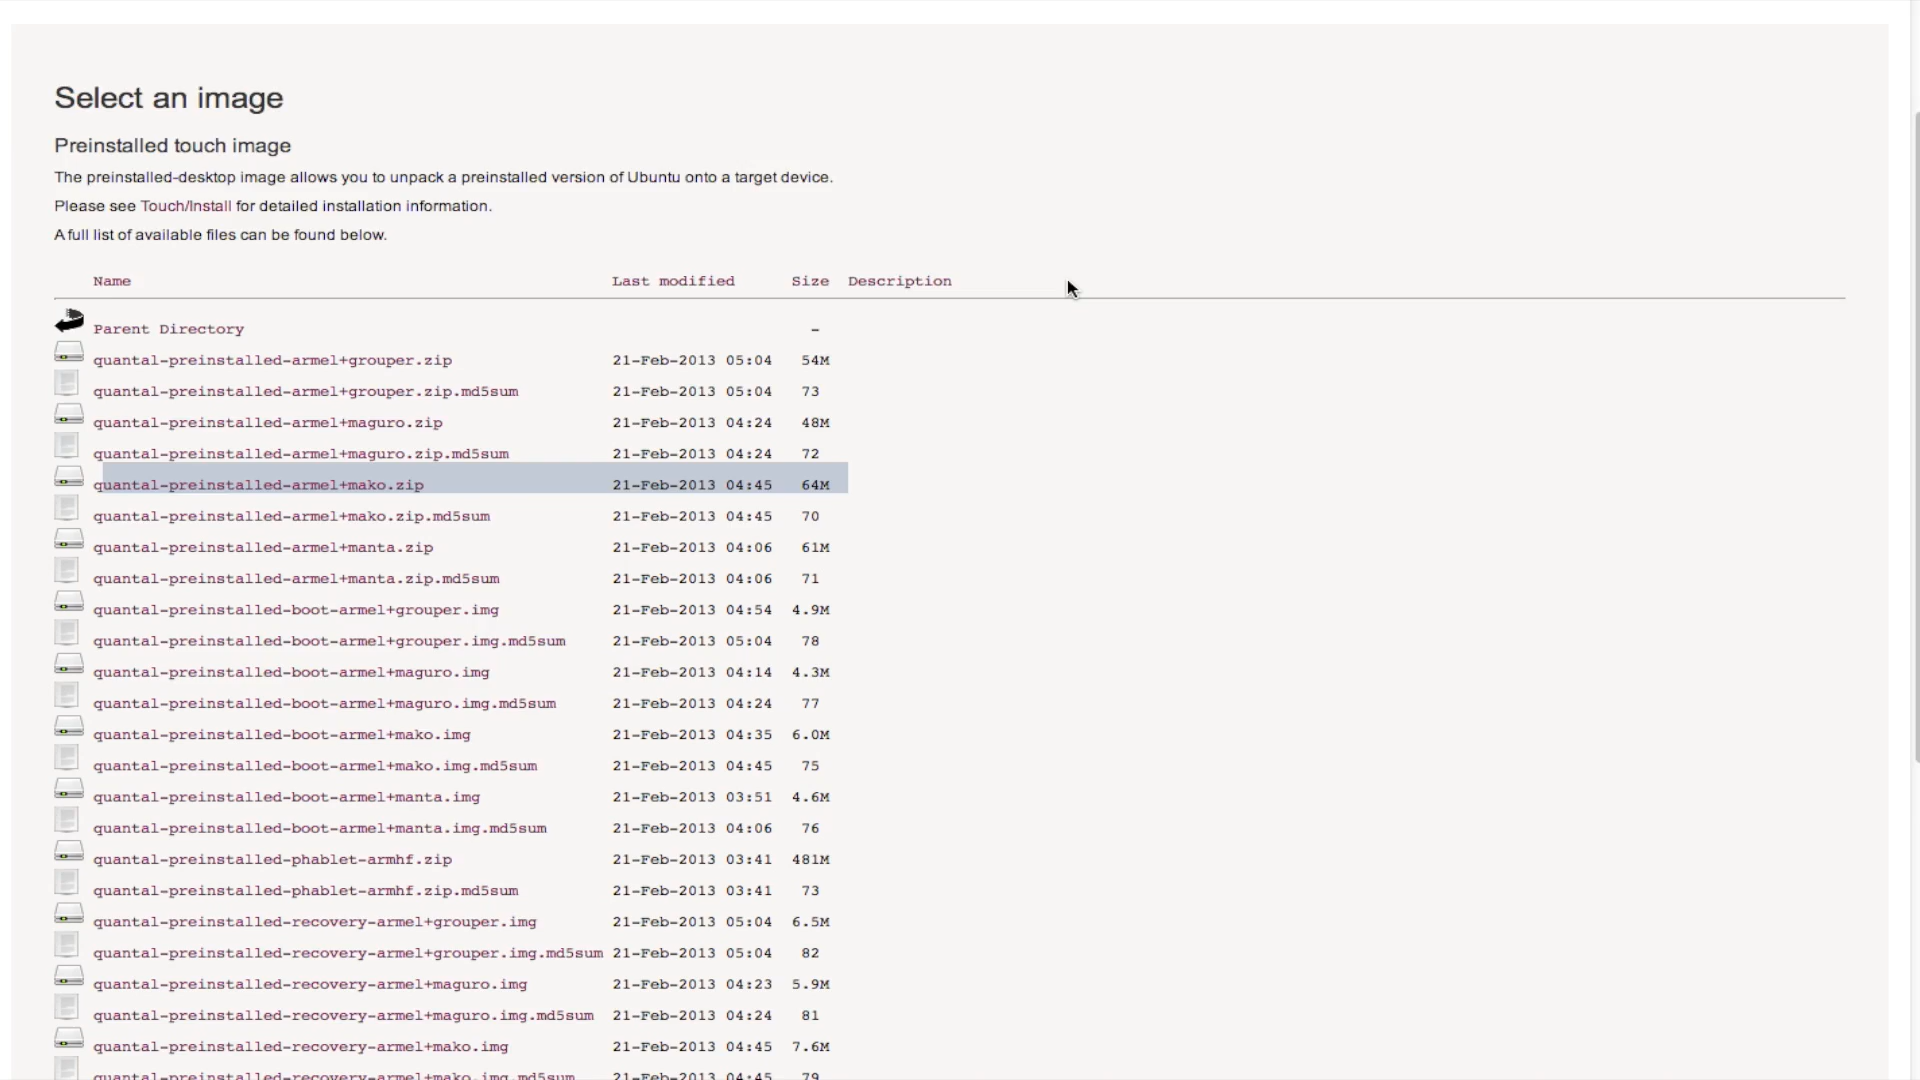 Select an image
Preinstalled touch image
The preinstalled-desktop image allows you to unpack a preinstalled version of Ubuntu onto a target device.
Please see Touch/Install for detailed installation information.
A full list of available files can be found below.
Name Last modified Size Description
Parent Directory -
quantal-preinstalled-armel+grouper.zip 21-Feb-2013 05:04 54M
quantal-preinstalled-armel+grouper.zip.md5sum 21-Feb-2013 05:04 73
quantal-preinstalled-armel+maguro.zip 21-Feb-2013 04:24 48M
quantal-preinstalled-armel+maguro.zip.md5sum 21-Feb-2013 04:24 72
quantal-preinstalled-armel+mako.zip 21-Feb-2013 04:45 64M
quantal-preinstalled-armel+mako.zip.md5sum 21-Feb-2013 04:45 70
quantal-preinstalled-armel+manta.zip 21-Feb-2013 04:06 61M
quantal-preinstalled-armel+manta.zip.md5sum 21-Feb-2013 04:06 71
quantal-preinstalled-boot-armel+grouper.img 21-Feb-2013 04:54 4.9M
quantal-preinstalled-boot-armel+grouper.img.md5sum 21-Feb-2013 05:04 78
quantal-preinstalled-boot-armel+maguro.img 21-Feb-2013 04:14 4.3M
quantal-preinstalled-boot-armel+maguro.img.md5sum 21-Feb-2013 04:24 77
quantal-preinstalled-boot-armel+mako.img 21-Feb-2013 04:35 6.0M
quantal-preinstalled-boot-armel+mako.img.md5sum 21-Feb-2013 04:45 75
quantal-preinstalled-boot-armel+manta.img 21-Feb-2013 03:51 4.6M
quantal-preinstalled-boot-armel+manta.img.md5sum 21-Feb-2013 04:06 76
quantal-preinstalled-phablet-armhf.zip 21-Feb-2013 03:41 481M
quantal-preinstalled-phablet-armhf.zip.md5sum 21-Feb-2013 03:41 73
quantal-preinstalled-recovery-armel+grouper.img 21-Feb-2013 05:04 6.5M
quantal-preinstalled-recovery-armel+grouper.img.md5sum 21-Feb-2013 05:04 82
quantal-preinstalled-recovery-armel+maguro.img 21-Feb-2013 04:23 5.9M
quantal-preinstalled-recovery-armel+maguro.img.md5sum 21-Feb-2013 04:24 81
quantal-preinstalled-recovery-armel+mako.img 21-Feb-2013 04:45 7.6M
quantal-preinstalled-recovery-armel+mako.img.md5sum 21-Feb-2013 04:45 79